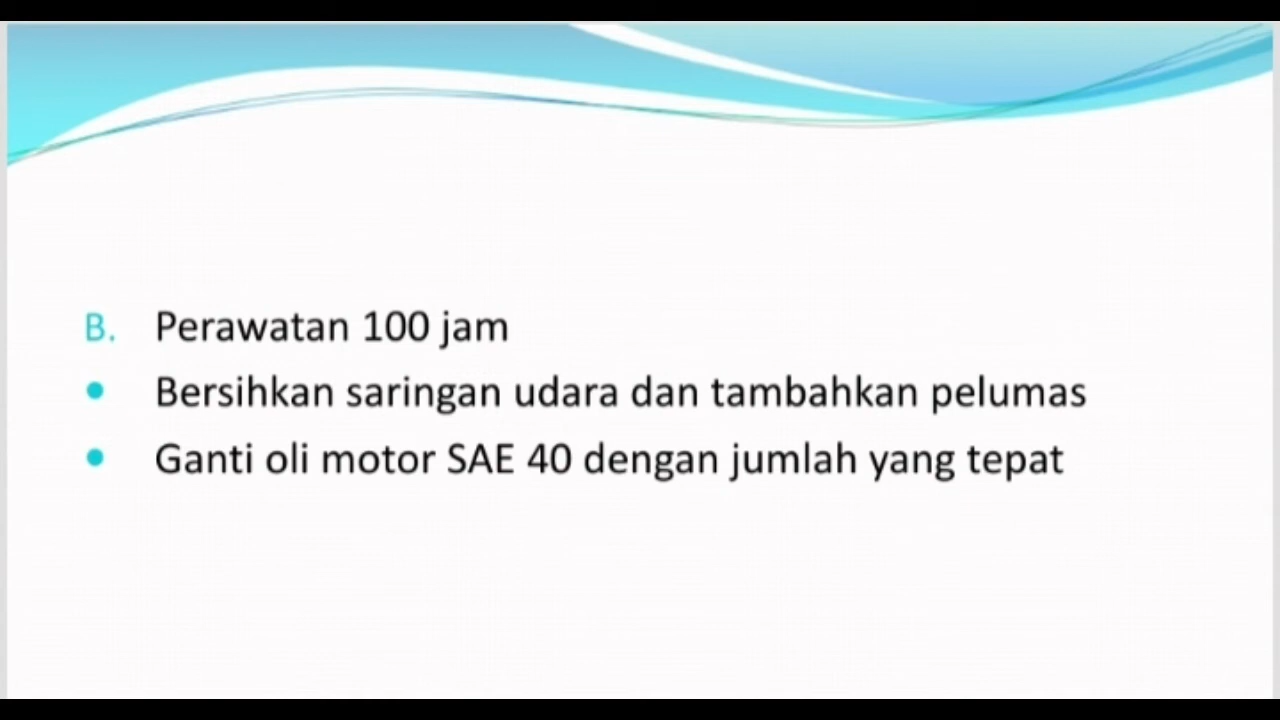 B. Perawatan 100 jam
• Bersihkan saringan udara dan tambahkan pelumas
• Ganti oli motor SAE 40 dengan jumlah yang tepat